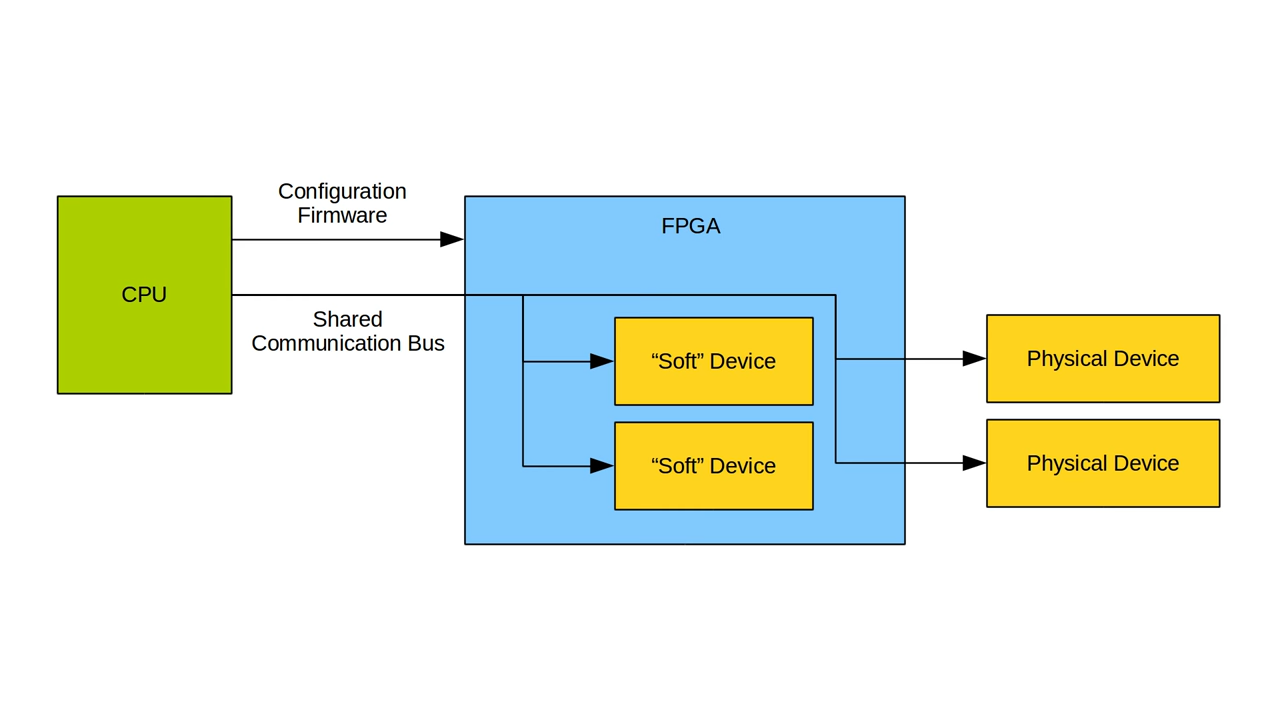 Configuration
Firmware
FPGA
CPU
Shared
Communication Bus
“Soft” Device
Physical Device
“Soft” Device
Physical Device